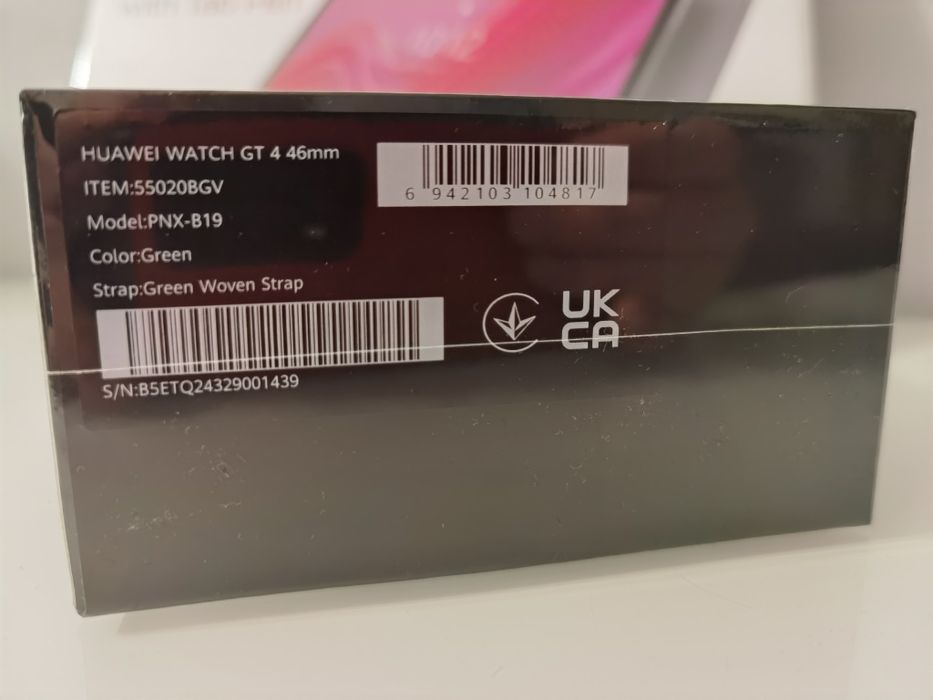 HUAWEI WATCH GT 4 46mm
ITEM:55020BGV
Model:PNX-B19
Color:Green
Strap:Green Woven Strap
S/N:B5ETQ24329001439
6 942103 104817
UK
CA